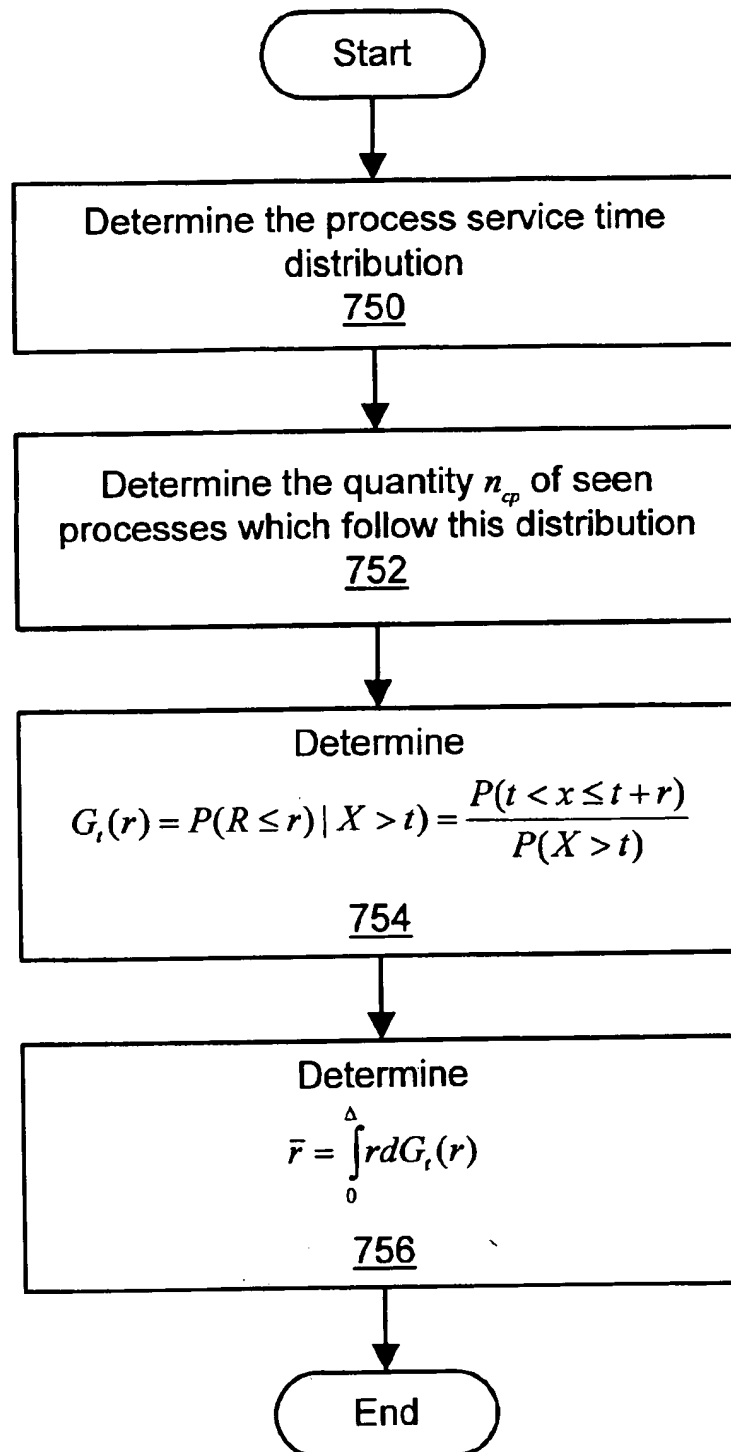 Start
Determine the process service time
distribution
750
Determine the quantity n_cp of seen
processes which follow this distribution
752
Determine
G_t(r) = P(R ≤ r) | X > t) = P(t < x ≤ t + r) / P(X > t)
754
Determine
r̄ = ∫_0^Δ r dG_t(r)
756
End